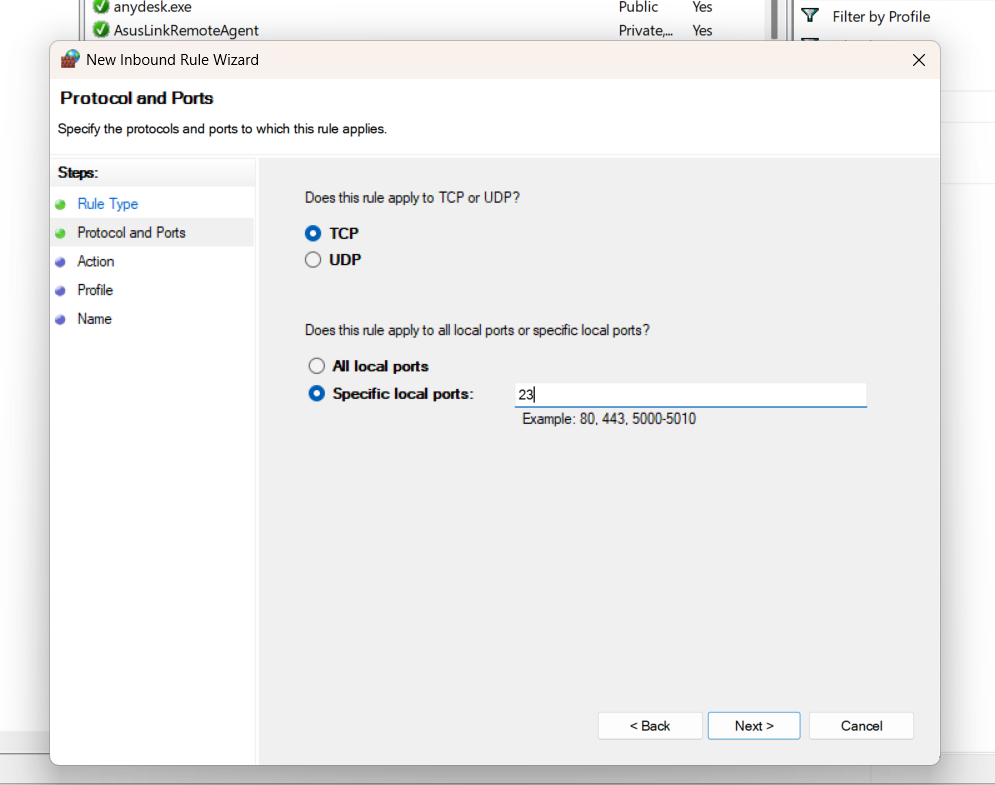 anydesk.exe Public Yes
AsusLinkRemoteAgent Private,... Yes
Filter by Profile
New Inbound Rule Wizard
Protocol and Ports
Specify the protocols and ports to which this rule applies.
Steps:
Rule Type
Protocol and Ports
Action
Profile
Name
Does this rule apply to TCP or UDP?
TCP
UDP
Does this rule apply to all local ports or specific local ports?
All local ports
Specific local ports: 23
Example: 80, 443, 5000-5010
< Back Next > Cancel